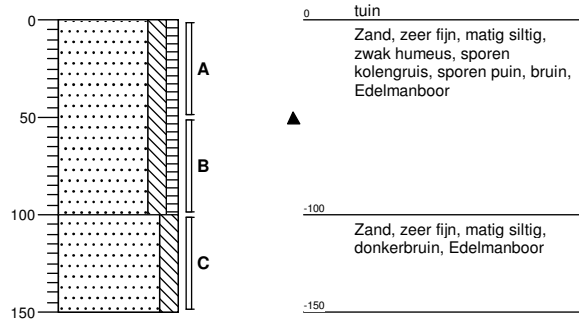 0
50
100
150
A
B
C
0
tuin
Zand, zeer fijn, matig siltig,
zwak humeus, sporen
kolengruis, sporen puin, bruin,
Edelmanboor
-100
Zand, zeer fijn, matig siltig,
donkerbruin, Edelmanboor
-150